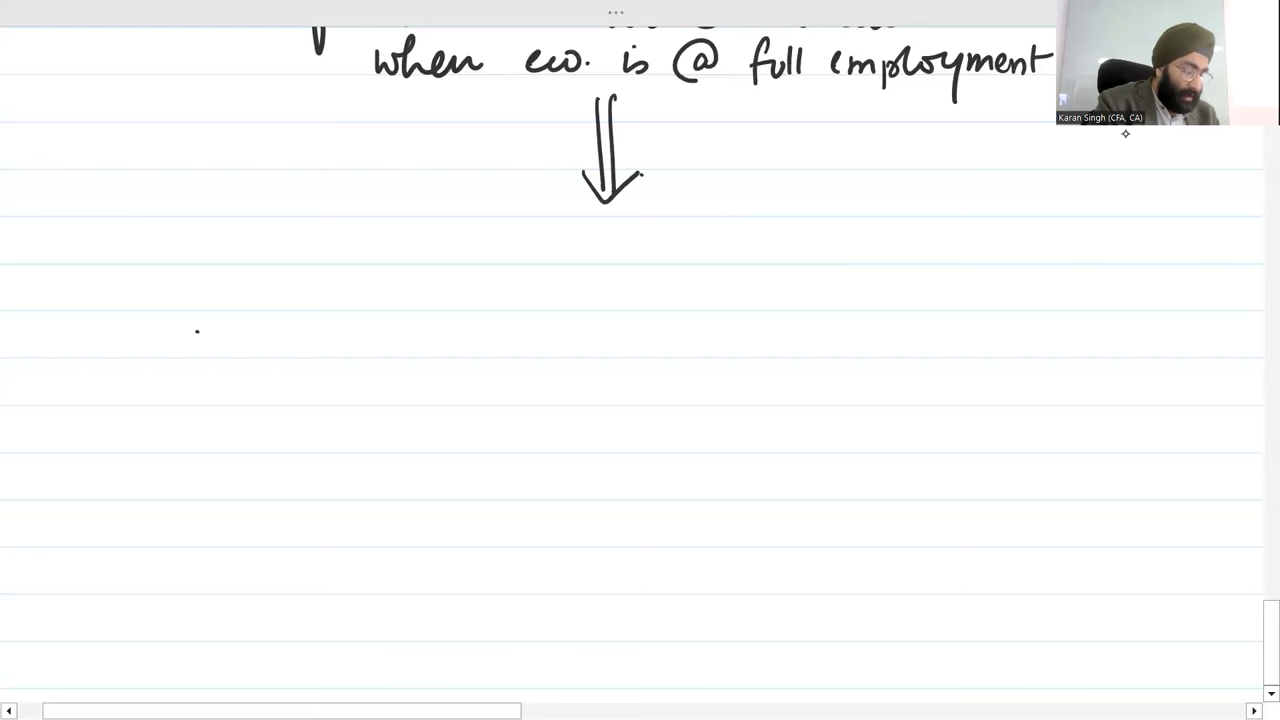 when eco. is @ full employment
Karan Singh (CFA, CA)